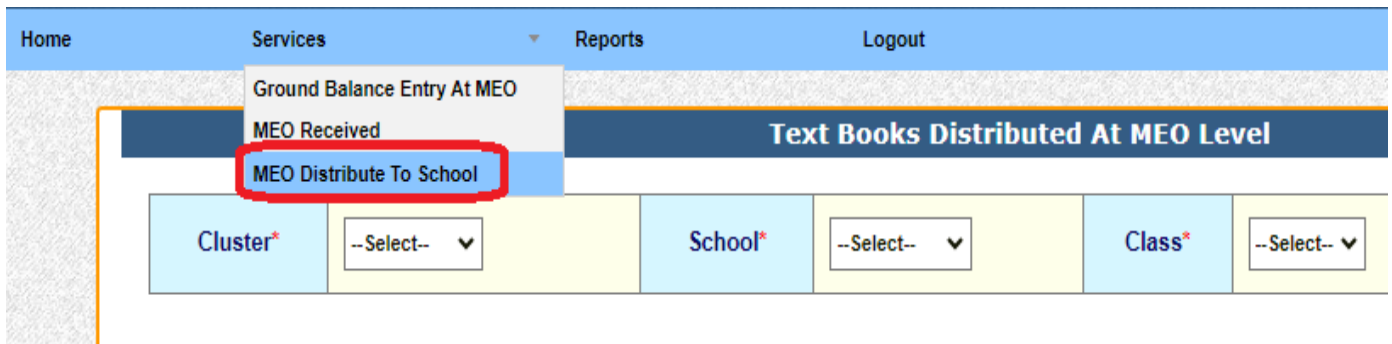 Home Services Reports Logout
Ground Balance Entry At MEO
MEO Received
Text Books Distributed At MEO Level
MEO Distribute To School
Cluster* --Select-- School* --Select-- Class* --Select--